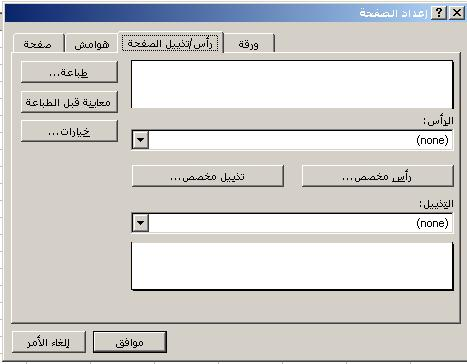 إعداد الصفحة
صفحة
هوامش
رأس/تذييل الصفحة
ورقة
طباعة...
معاينة قبل الطباعة
خيارات...
الرأس:
(none)
رأس مخصص...
تذييل مخصص...
التذييل:
(none)
موافق
إلغاء الأمر